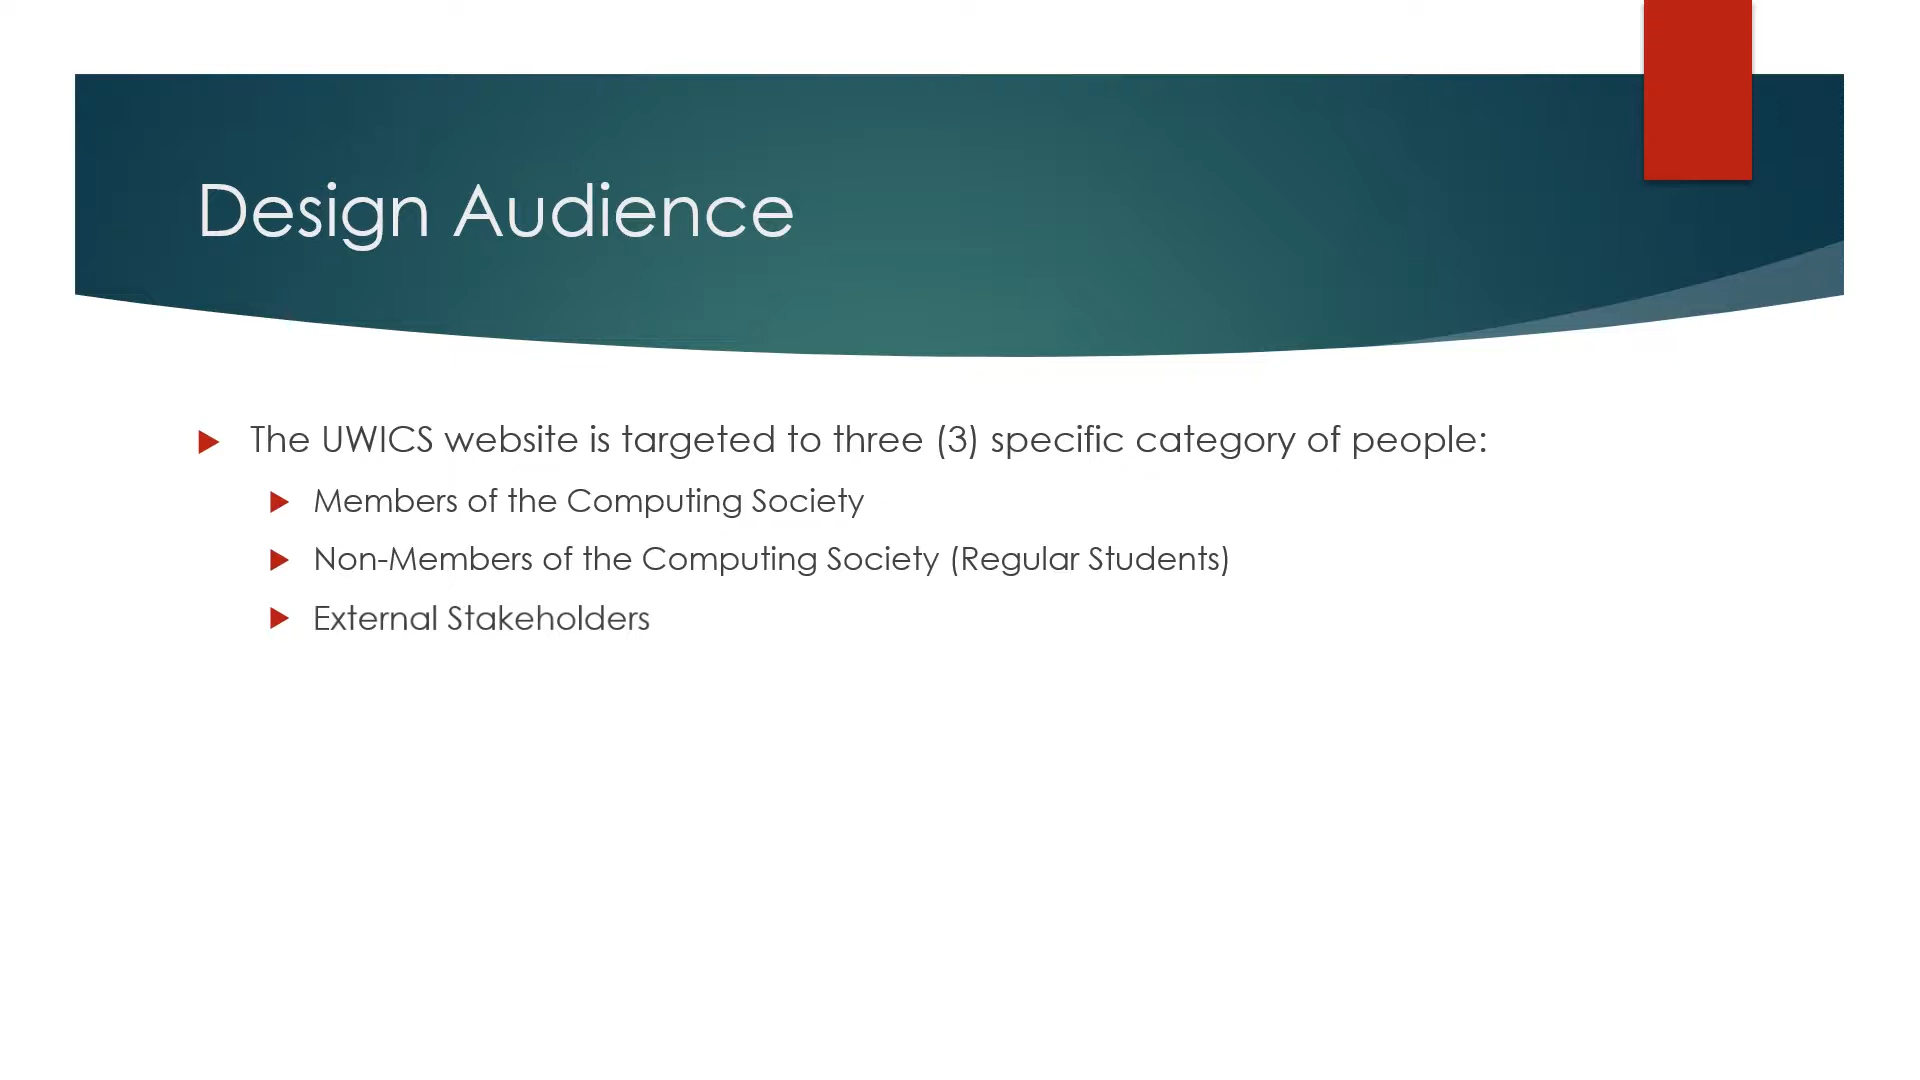 Design Audience
The UWICS website is targeted to three (3) specific category of people:
Members of the Computing Society
Non-Members of the Computing Society (Regular Students)
External Stakeholders